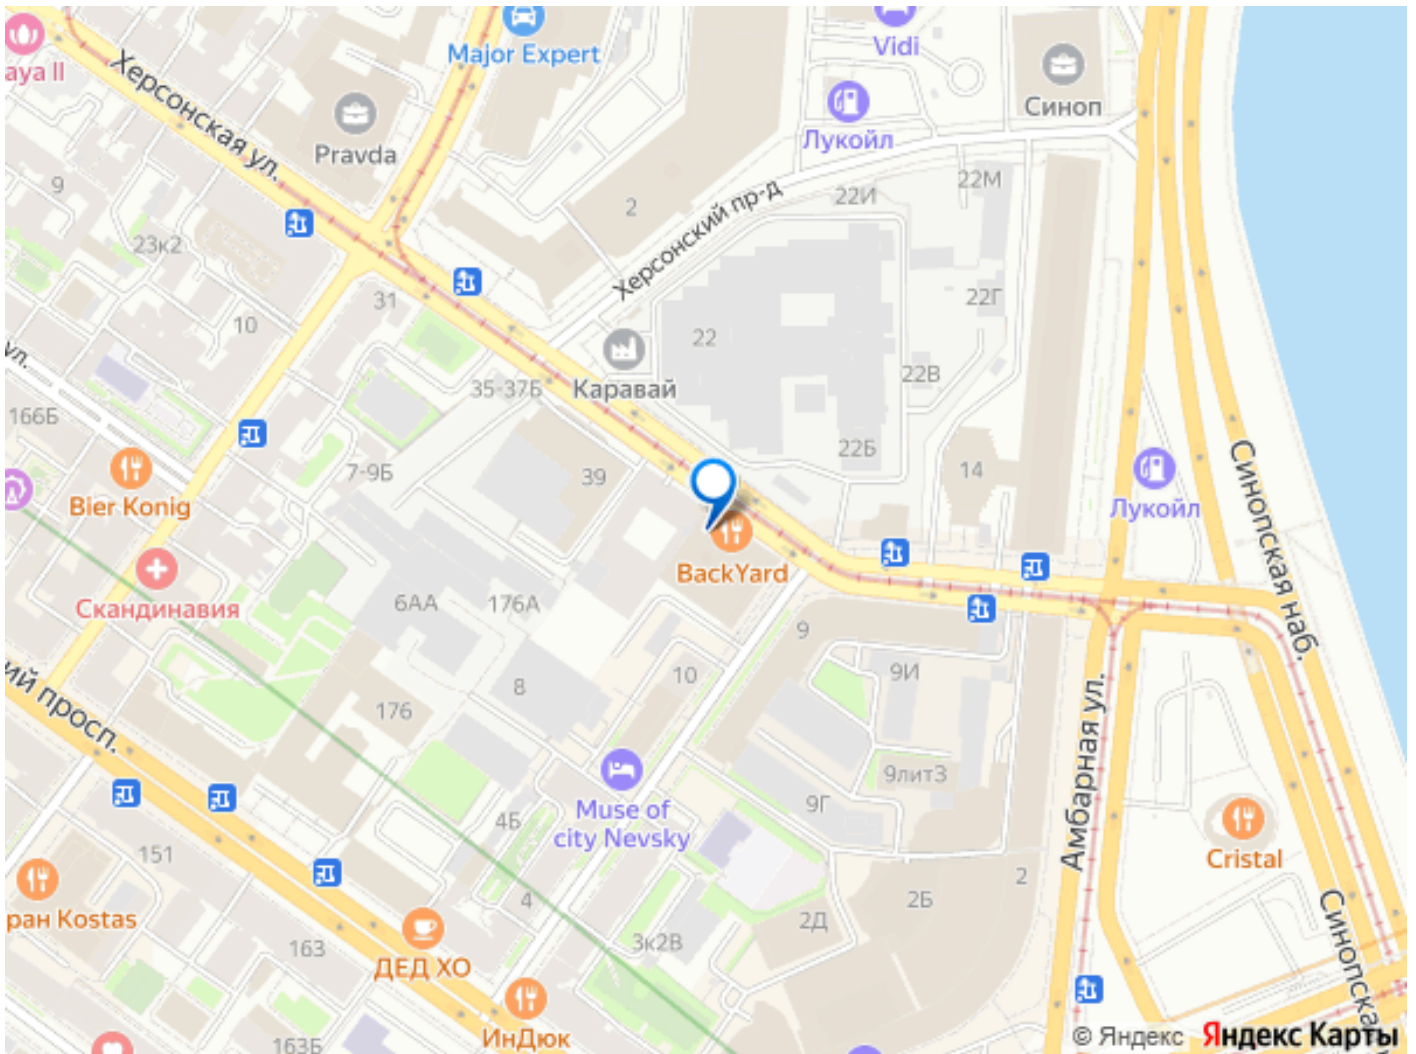 aya II
Major Expert
Vidi
Синоп
Херсонская ул.
Pravda
Лукойл
9
2
22И
22М
Херсонский пр-д
23к2
31
10
22
22Г
ул.
35-37Б
Каравай
22В
166Б
7-9Б
39
22Б
14
Bier Konig
Лукойл
Синопская наб.
BackYard
Скандинавия
6АА
176А
9
10
9И
8
ий просп.
176
Muse of
city Nevsky
9лит3
9Г
Амбарная ул.
4Б
151
2
Cristal
ран Kostas
4
2Б
2Д
163
3к2В
ДЕД ХО
Синопская
ИнДюк
163Б
© Яндекс Яндекс Карты